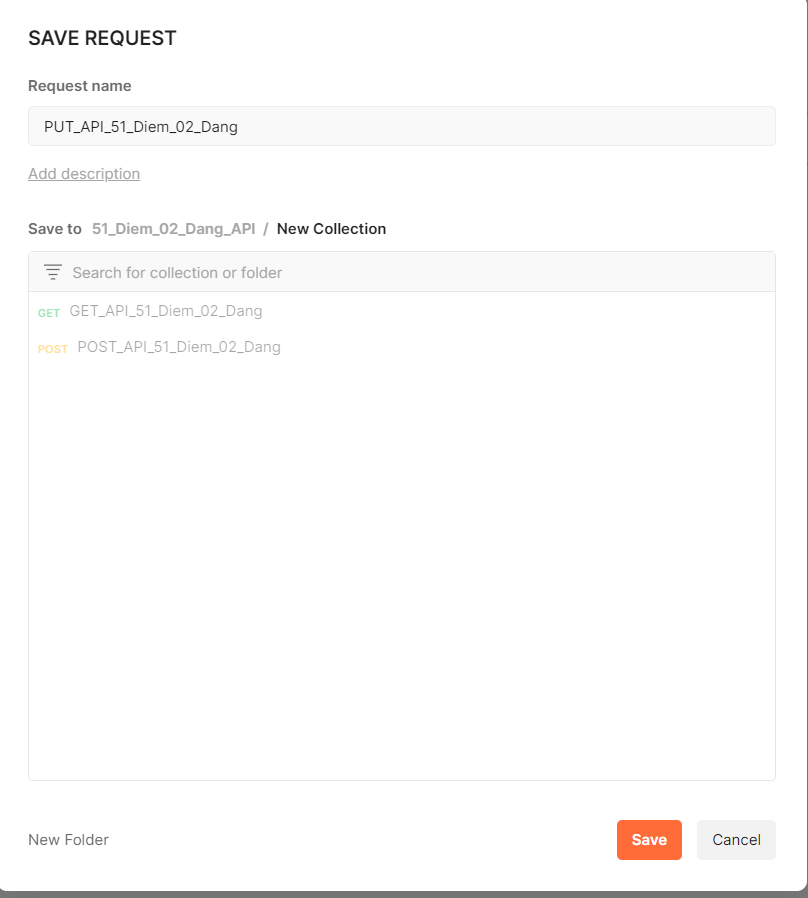 SAVE REQUEST
Request name
PUT_API_51_Diem_02_Dang
Add description
Save to 51_Diem_02_Dang_API / New Collection
Search for collection or folder
GET GET_API_51_Diem_02_Dang
POST POST_API_51_Diem_02_Dang
New Folder Save Cancel